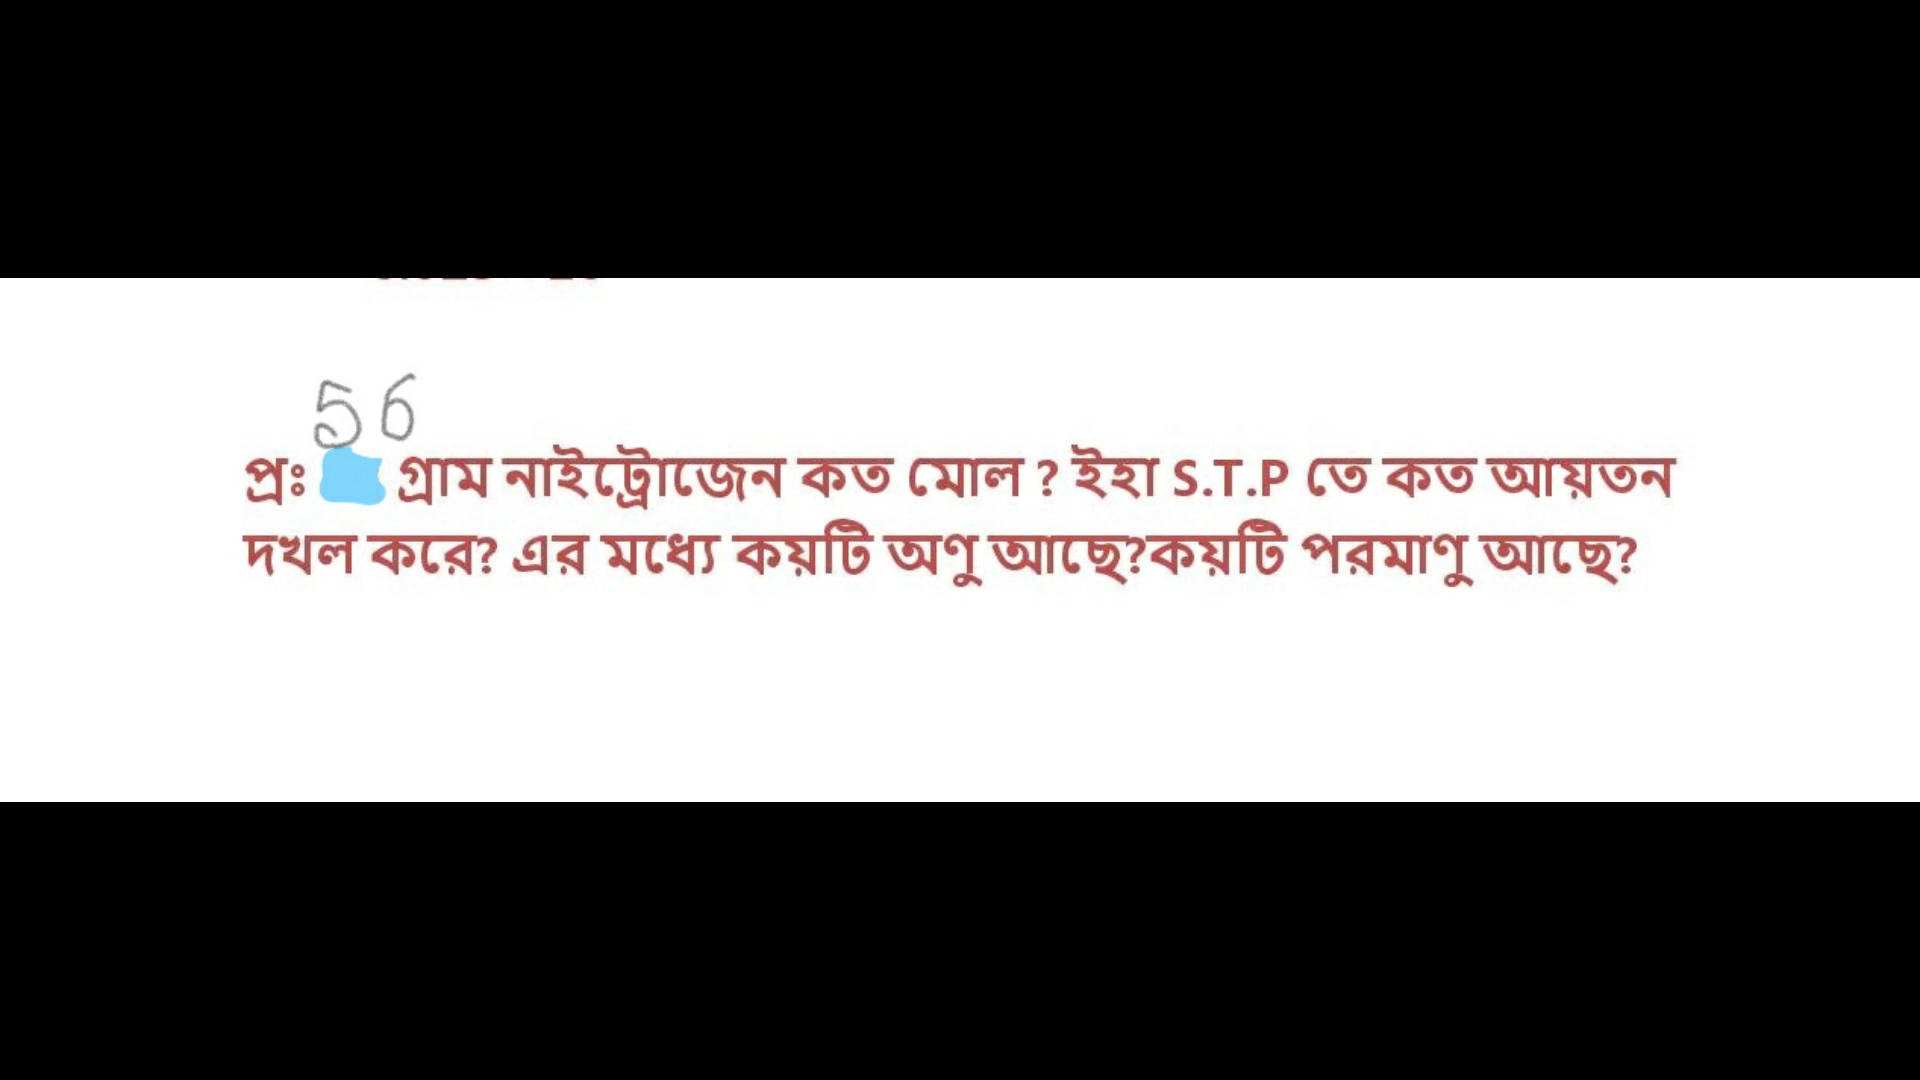 56
প্রঃ গ্রাম নাইট্রোজেন কত মোল ? ইহা S.T.P তে কত আয়তন
দখল করে? এর মধ্যে কয়টি অণু আছে?কয়টি পরমাণু আছে?